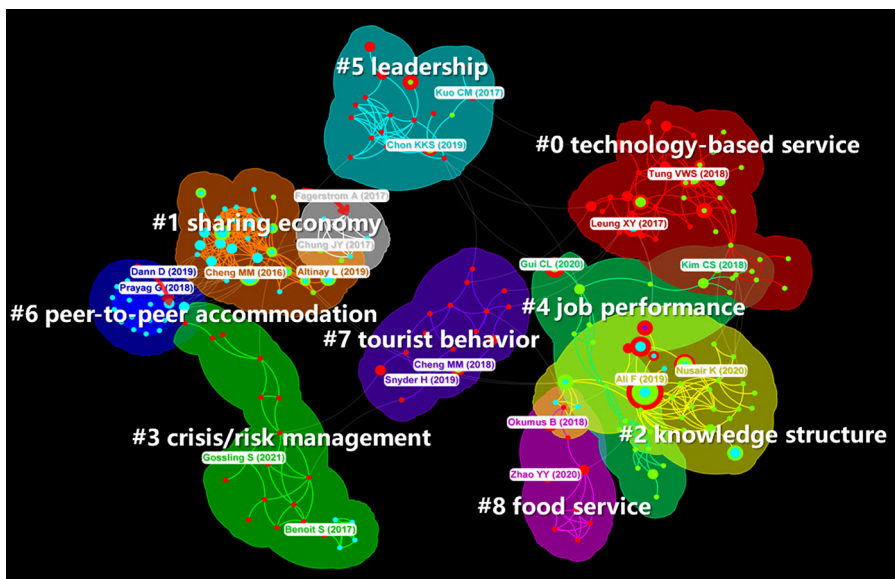 #5 leadership
Kuo CM (2017)
Chon KKS (2019)
#0 technology-based service
Tung VWS (2018)
Leung XY (2017)
Fagerstrom A (2017)
#1 sharing economy
Chung JY (2017)
Cheng MM (2016)
Altinay L (2019)
Dann D (2019)
Prayag G (2018)
#6 peer-to-peer accommodation
Gui CL (2020)
Kim CS (2018)
#4 job performance
#7 tourist behavior
Cheng MM (2018)
Snyder H (2019)
Nusair K (2020)
Ali F (2019)
#3 crisis/risk management
Gossling S (2021)
Benoit S (2017)
Okumus B (2018)
#2 knowledge structure
Zhao YY (2020)
#8 food service